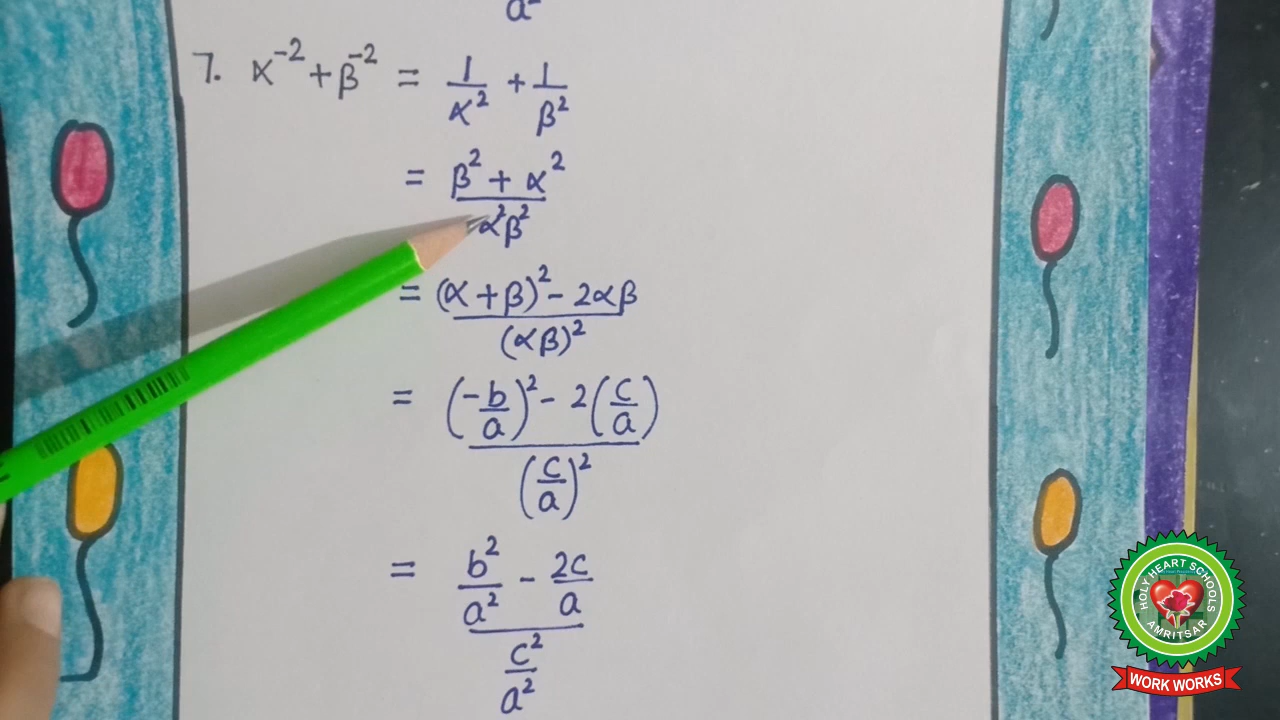 a²
7. α⁻² + β⁻² = 1/α² + 1/β²
= (β² + α²)/(α²β²)
= ((α + β)² - 2αβ)/(αβ)²
= ((-b/a)² - 2(c/a))/(c/a)²
= (b²/a² - 2c/a)/(c²/a²)
HOLY HEART SCHOOLS
AMRITSAR
WORK WORKS